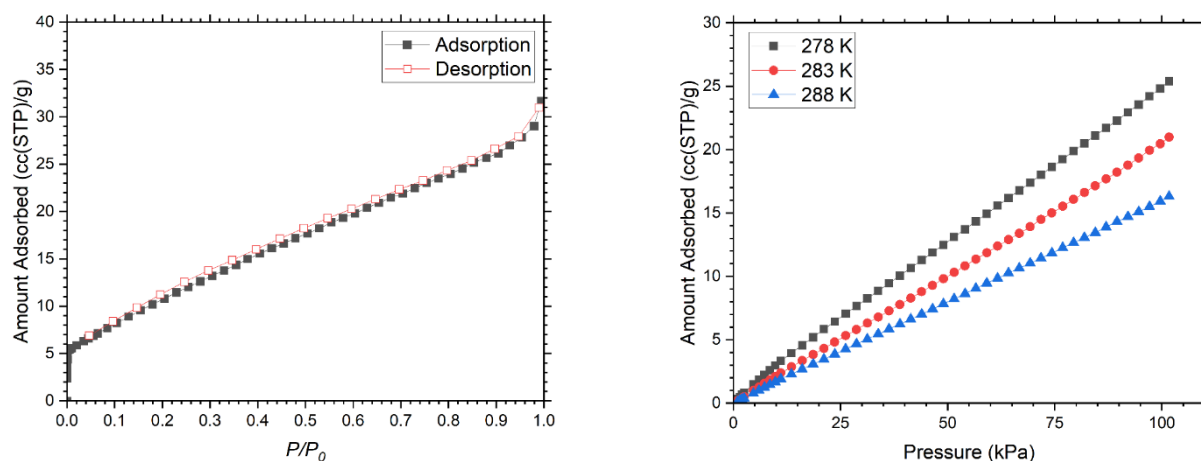 40
35
30
25
20
15
10
5
0
Amount Adsorbed (cc(STP)/g)
Adsorption
Desorption
0.0 0.1 0.2 0.3 0.4 0.5 0.6 0.7 0.8 0.9 1.0
P/P0
30
25
20
15
10
5
0
Amount Adsorbed (cc(STP)/g)
278 K
283 K
288 K
0 25 50 75 100
Pressure (kPa)